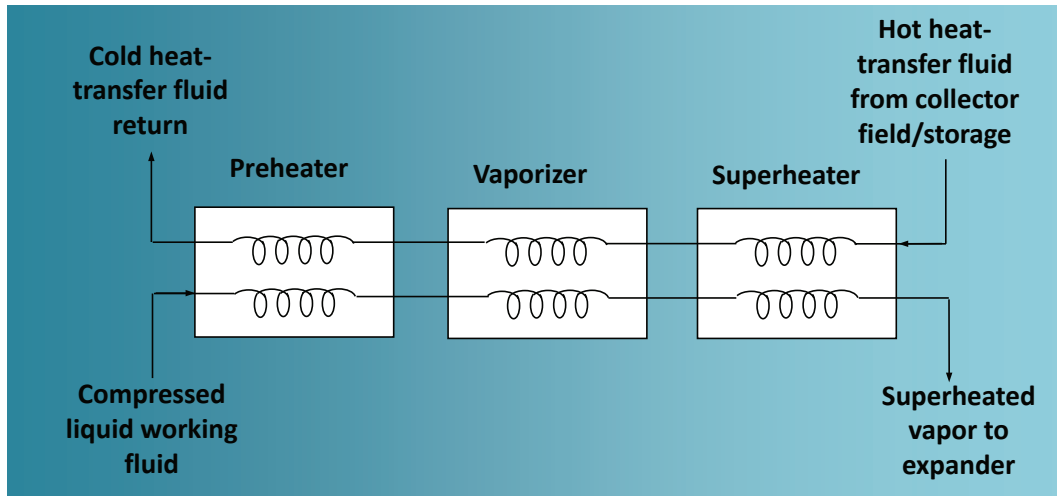 Cold heat-
transfer fluid
return
Hot heat-
transfer fluid
from collector
field/storage
Preheater
Vaporizer
Superheater
Compressed
liquid working
fluid
Superheated
vapor to
expander